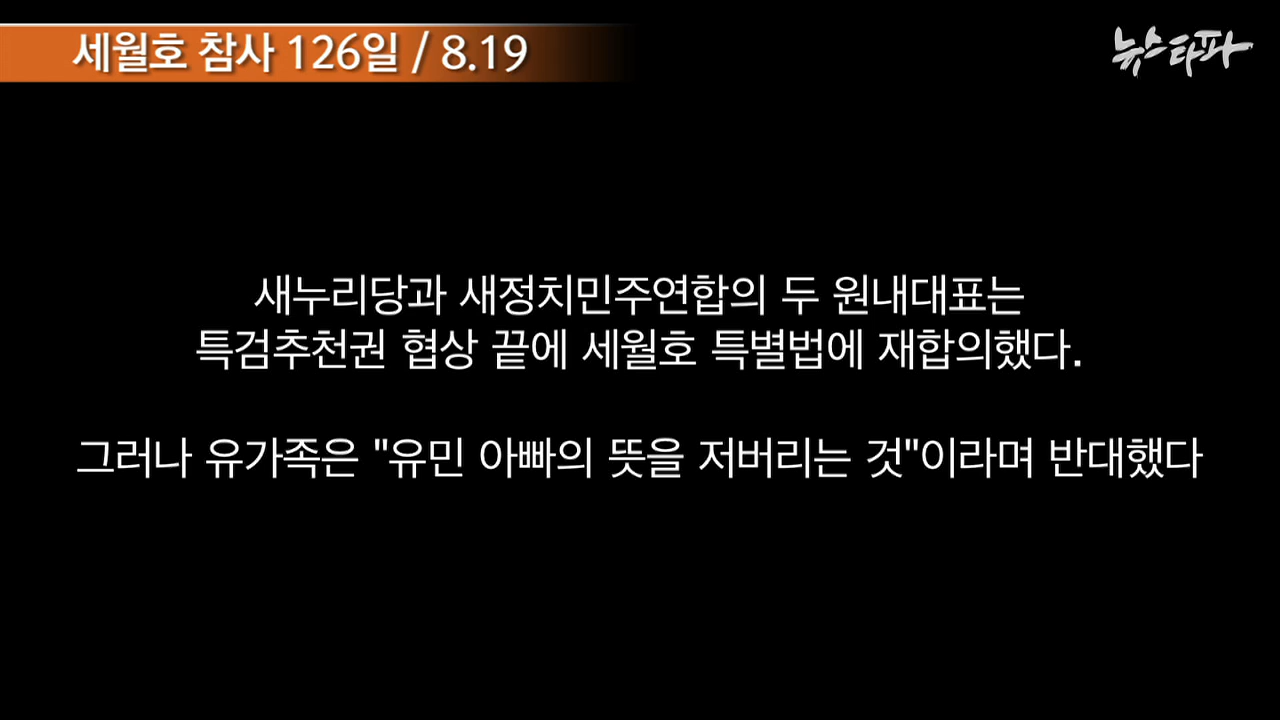 세월호 참사 126일 / 8.19
뉴스타파
새누리당과 새정치민주연합의 두 원내대표는
특검추천권 협상 끝에 세월호 특별법에 재합의했다.
그러나 유가족은 "유민 아빠의 뜻을 저버리는 것"이라며 반대했다